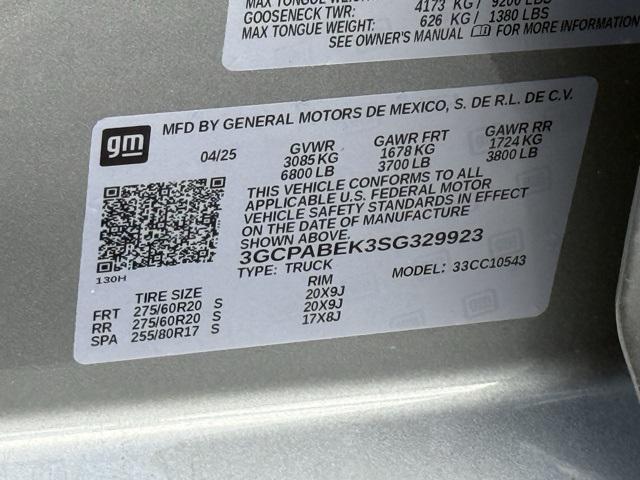 4173 KG / 9200 LBS
GOOSENECK TWR:
MAX TONGUE WEIGHT: 626 KG / 1380 LBS
SEE OWNER'S MANUAL FOR MORE INFORMATION
gm
MFD BY GENERAL MOTORS DE MEXICO, S. DE R.L. DE C.V.
04/25 GVWR GAWR FRT GAWR RR
3085 KG 1678 KG 1724 KG
6800 LB 3700 LB 3800 LB
THIS VEHICLE CONFORMS TO ALL
APPLICABLE U.S. FEDERAL MOTOR
VEHICLE SAFETY STANDARDS IN EFFECT
ON THE DATE OF MANUFACTURE
SHOWN ABOVE.
3GCPABEK3SG329923
TYPE: TRUCK MODEL: 33CC10543
130H
TIRE SIZE RIM
FRT 275/60R20 S 20X9J
RR 275/60R20 S 20X9J
SPA 255/80R17 S 17X8J